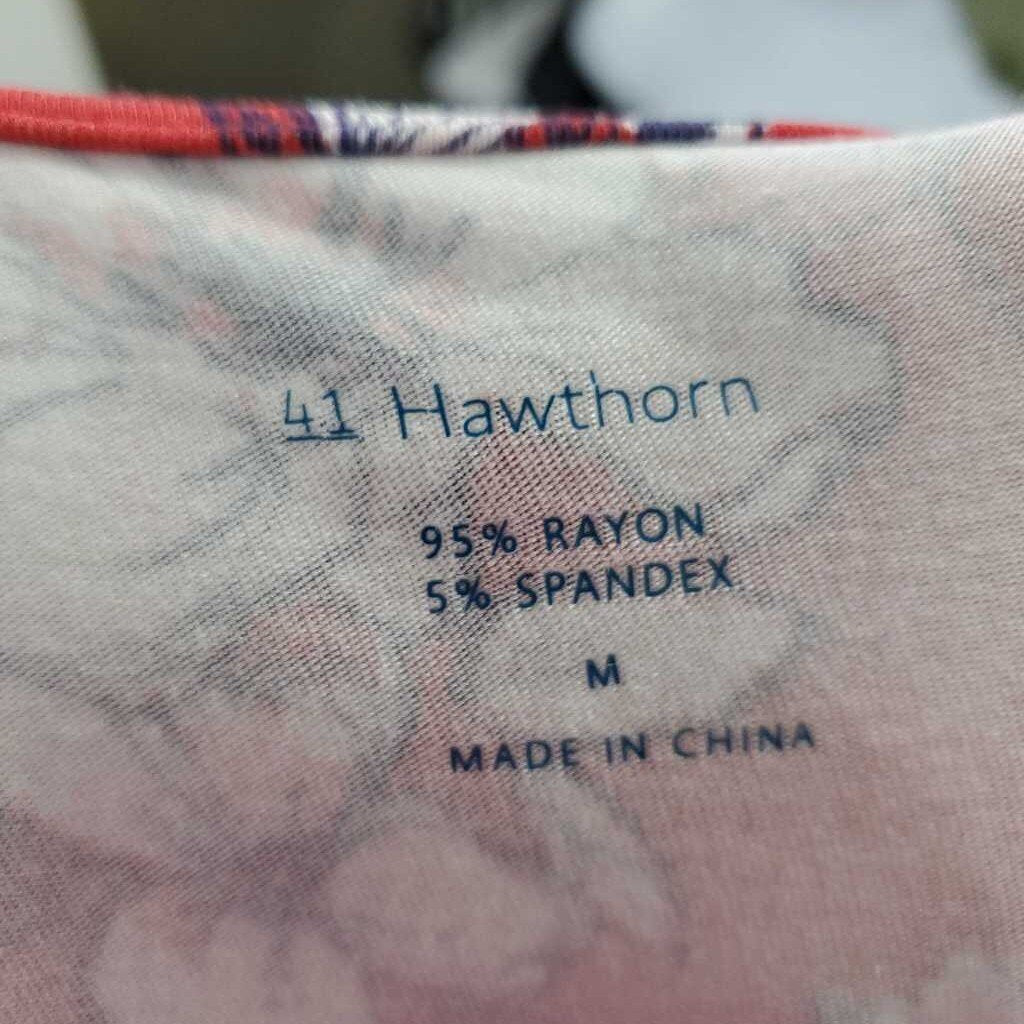 41 Hawthorn
95% RAYON
5% SPANDEX
M
MADE IN CHINA